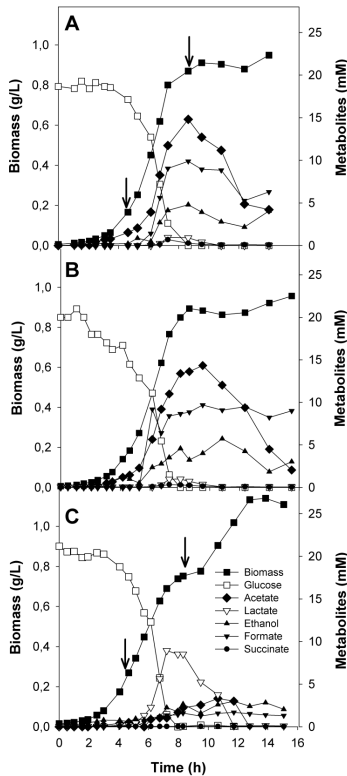 A
1,0
0,8
0,6
0,4
0,2
0,0
Biomass (g/L)
25
20
15
10
5
0
Metabolites (mM)
B
1,0
0,8
0,6
0,4
0,2
0,0
Biomass (g/L)
25
20
15
10
5
0
Metabolites (mM)
C
1,0
0,8
0,6
0,4
0,2
0,0
Biomass (g/L)
25
20
15
10
5
0
Metabolites (mM)
Biomass
Glucose
Acetate
Lactate
Ethanol
Formate
Succinate
0 2 4 6 8 10 12 14 16
Time (h)